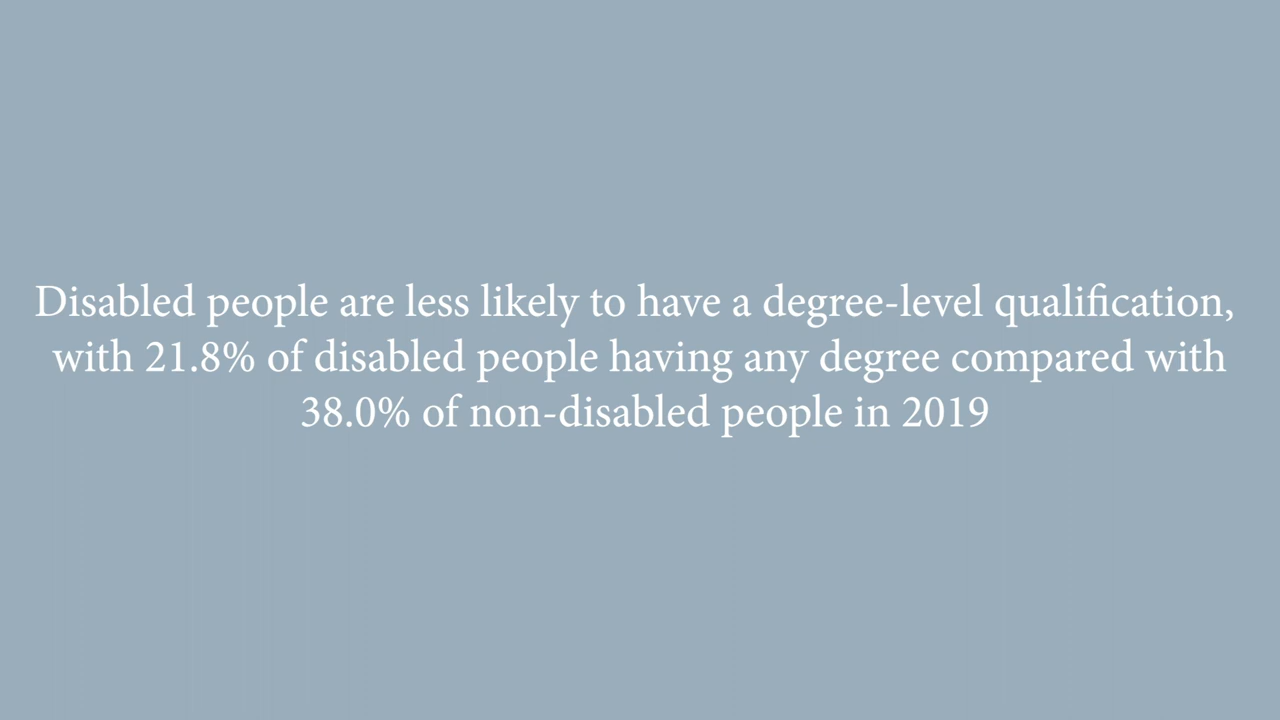 Disabled people are less likely to have a degree-level qualification,
with 21.8% of disabled people having any degree compared with
38.0% of non-disabled people in 2019